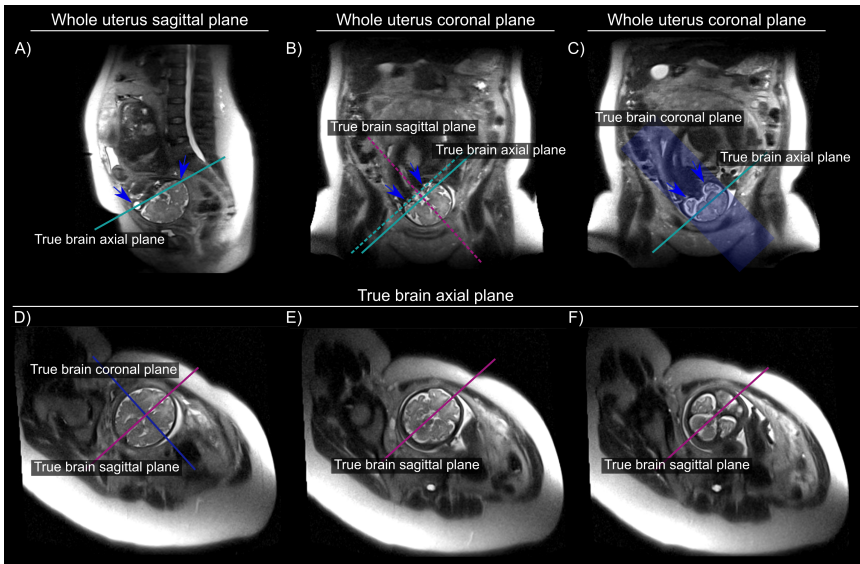 Whole uterus sagittal plane
Whole uterus coronal plane
Whole uterus coronal plane
A)
B)
C)
True brain coronal plane
True brain sagittal plane
True brain axial plane
True brain axial plane
True brain axial plane
True brain axial plane
D)
E)
F)
True brain coronal plane
True brain sagittal plane
True brain sagittal plane
True brain sagittal plane